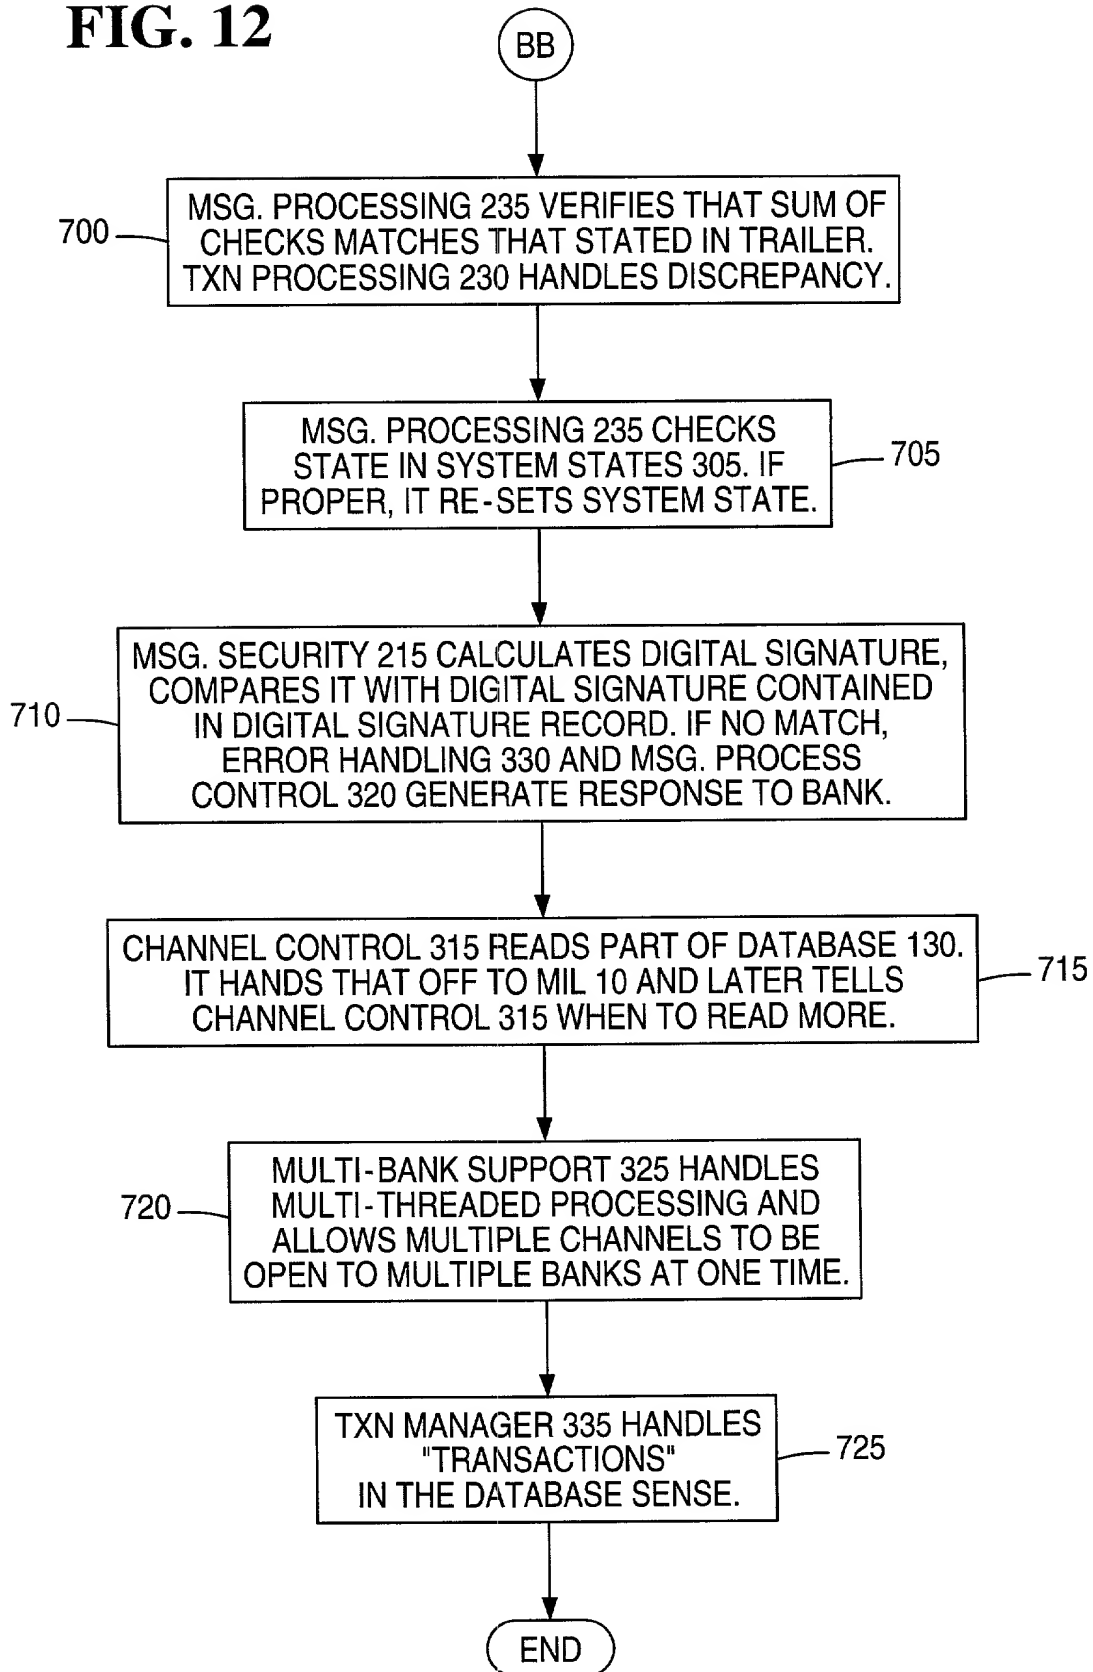 FIG. 12
BB
700
MSG. PROCESSING 235 VERIFIES THAT SUM OF
CHECKS MATCHES THAT STATED IN TRAILER.
TXN PROCESSING 230 HANDLES DISCREPANCY.
MSG. PROCESSING 235 CHECKS
STATE IN SYSTEM STATES 305. IF
PROPER, IT RE-SETS SYSTEM STATE.
705
710
MSG. SECURITY 215 CALCULATES DIGITAL SIGNATURE,
COMPARES IT WITH DIGITAL SIGNATURE CONTAINED
IN DIGITAL SIGNATURE RECORD. IF NO MATCH,
ERROR HANDLING 330 AND MSG. PROCESS
CONTROL 320 GENERATE RESPONSE TO BANK.
CHANNEL CONTROL 315 READS PART OF DATABASE 130.
IT HANDS THAT OFF TO MIL 10 AND LATER TELLS
CHANNEL CONTROL 315 WHEN TO READ MORE.
715
720
MULTI-BANK SUPPORT 325 HANDLES
MULTI-THREADED PROCESSING AND
ALLOWS MULTIPLE CHANNELS TO BE
OPEN TO MULTIPLE BANKS AT ONE TIME.
TXN MANAGER 335 HANDLES
"TRANSACTIONS"
IN THE DATABASE SENSE.
725
END